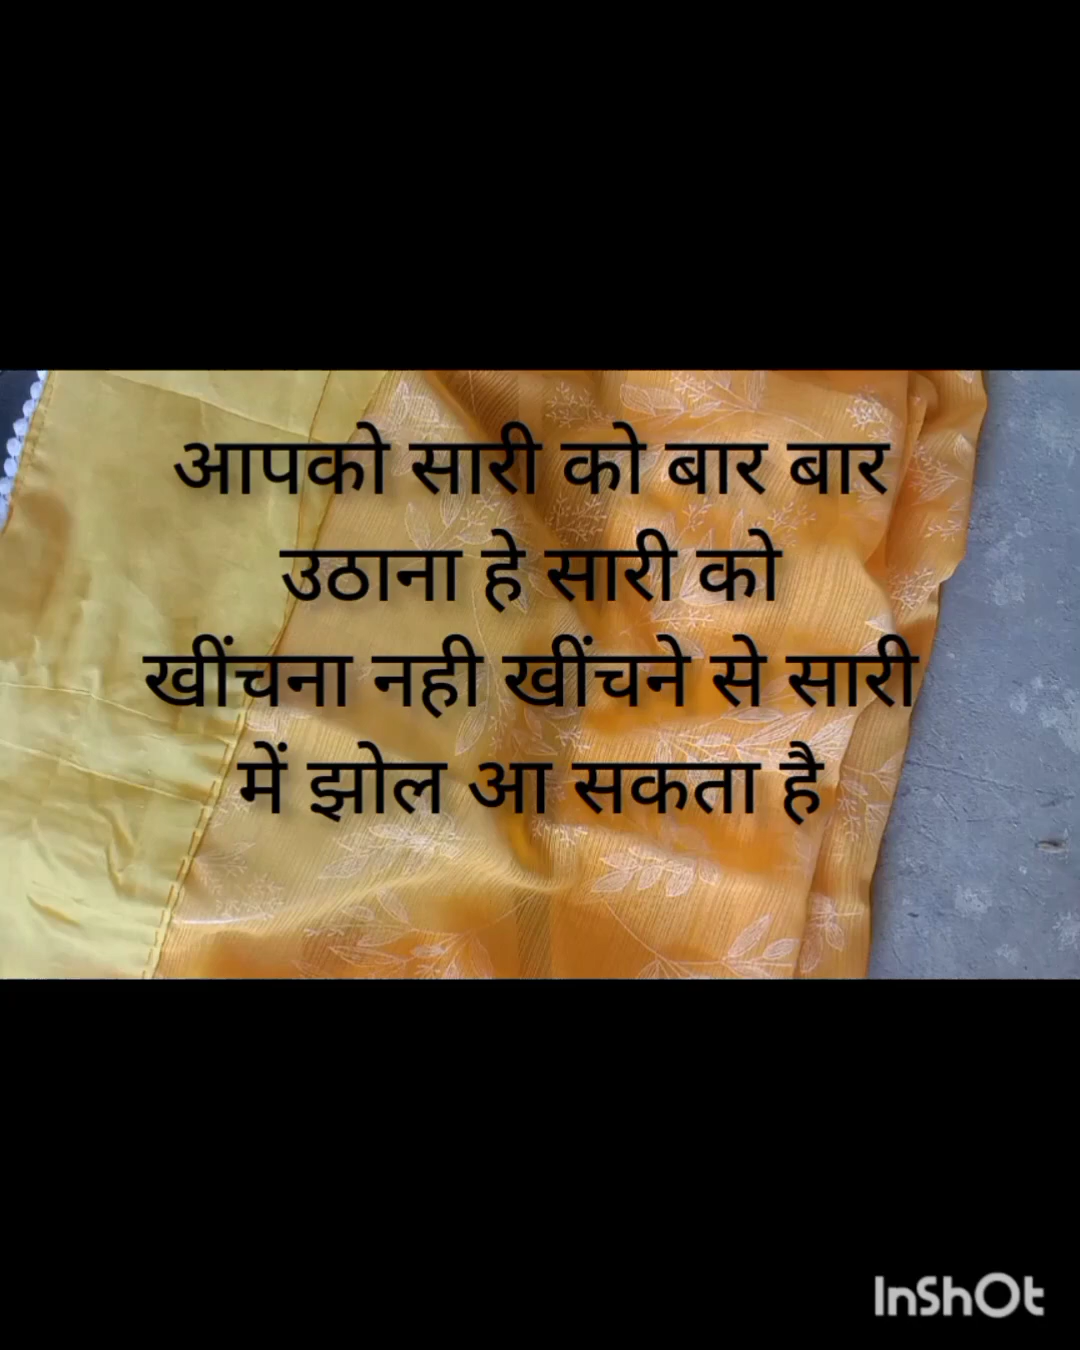 आपको सारी को बार बार
उठाना हे सारी को
खींचना नही खींचने से सारी
में झोल आ सकता है
InShOt